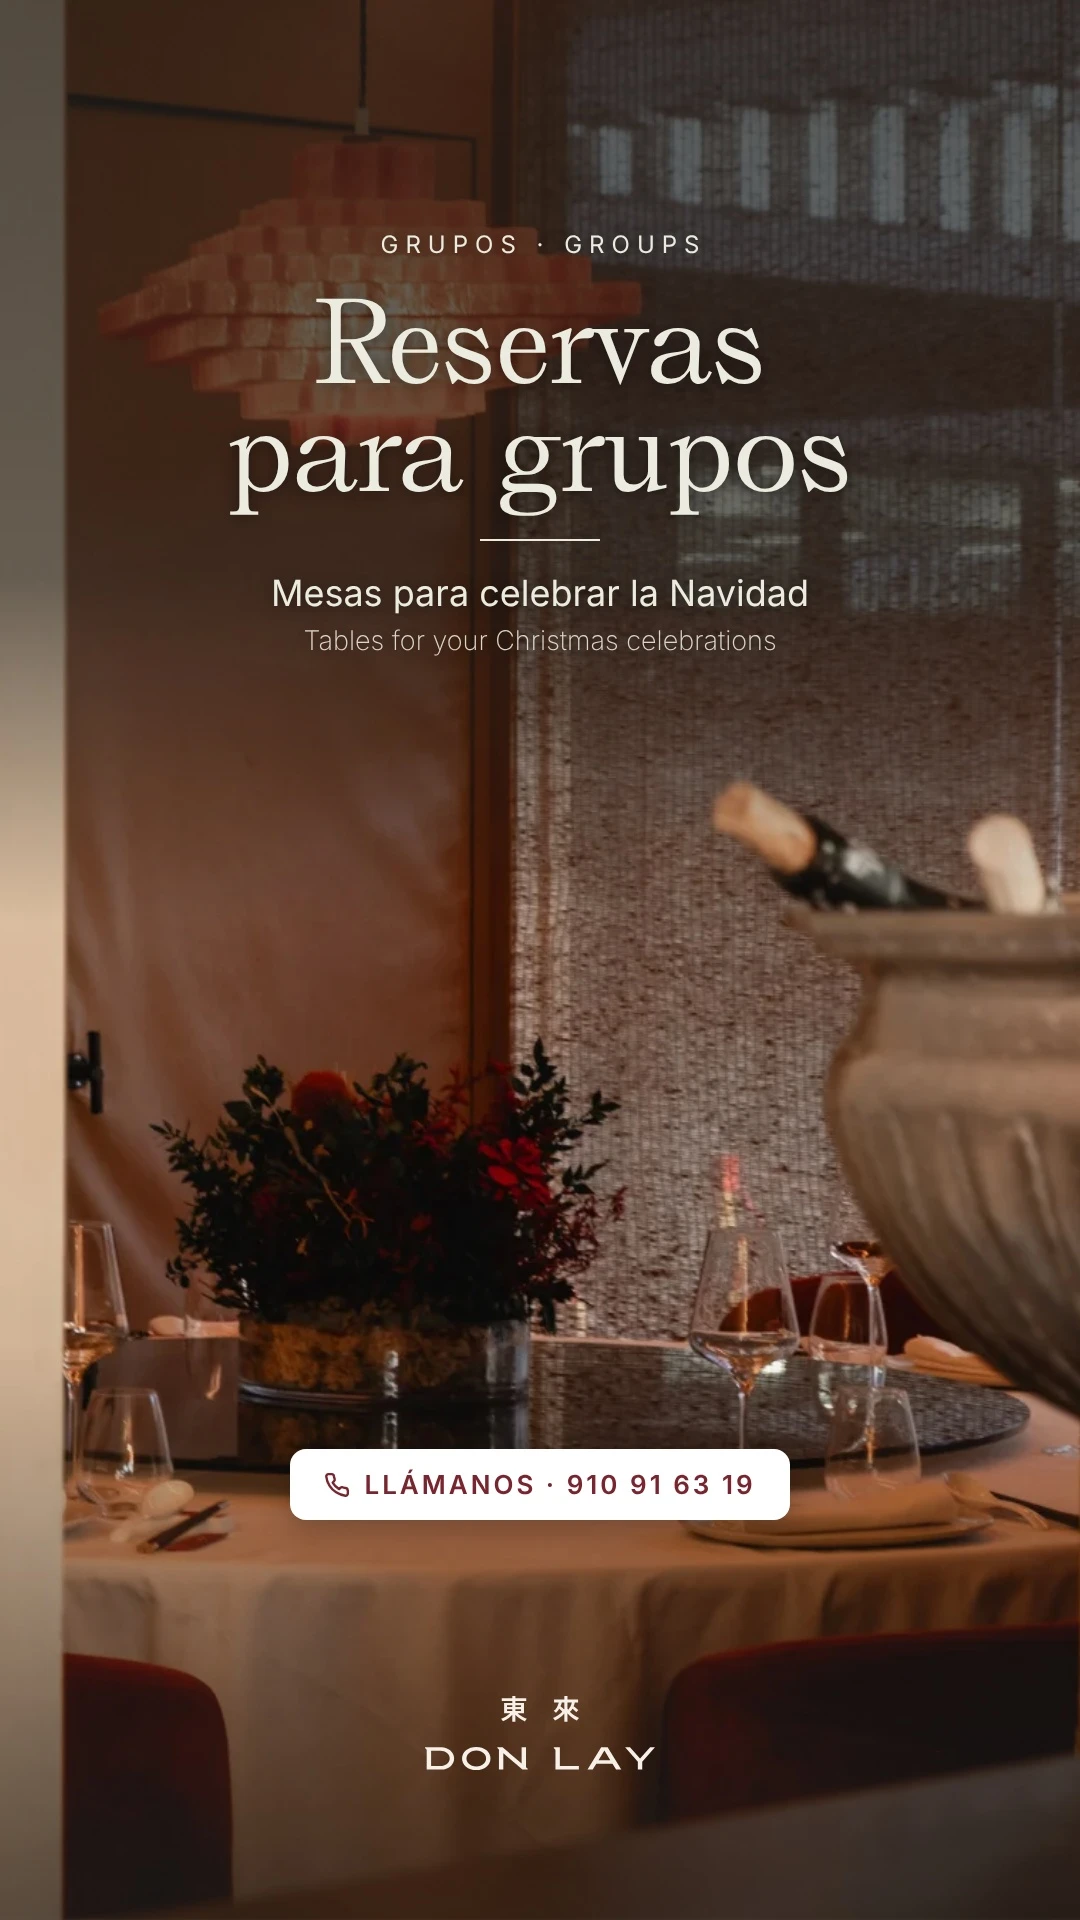 GRUPOS · GROUPS
Reservas
para grupos
Mesas para celebrar la Navidad
Tables for your Christmas celebrations
LLÁMANOS · 910 91 63 19
東來
DON LAY